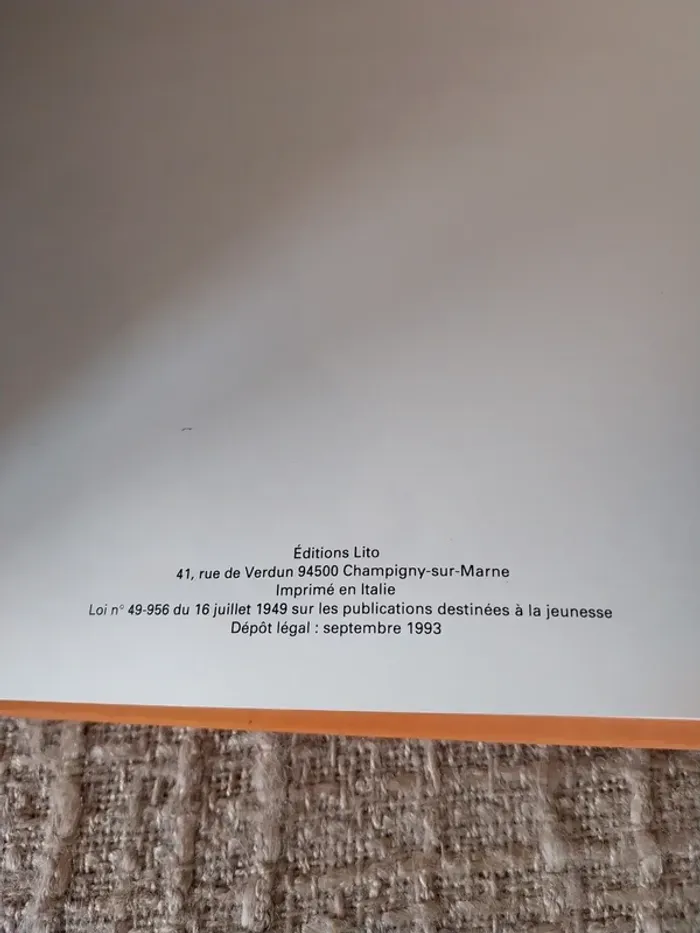 Éditions Lito
41, rue de Verdun 94500 Champigny-sur-Marne
Imprimé en Italie
Loi n° 49-956 du 16 juillet 1949 sur les publications destinées à la jeunesse
Dépôt légal : septembre 1993